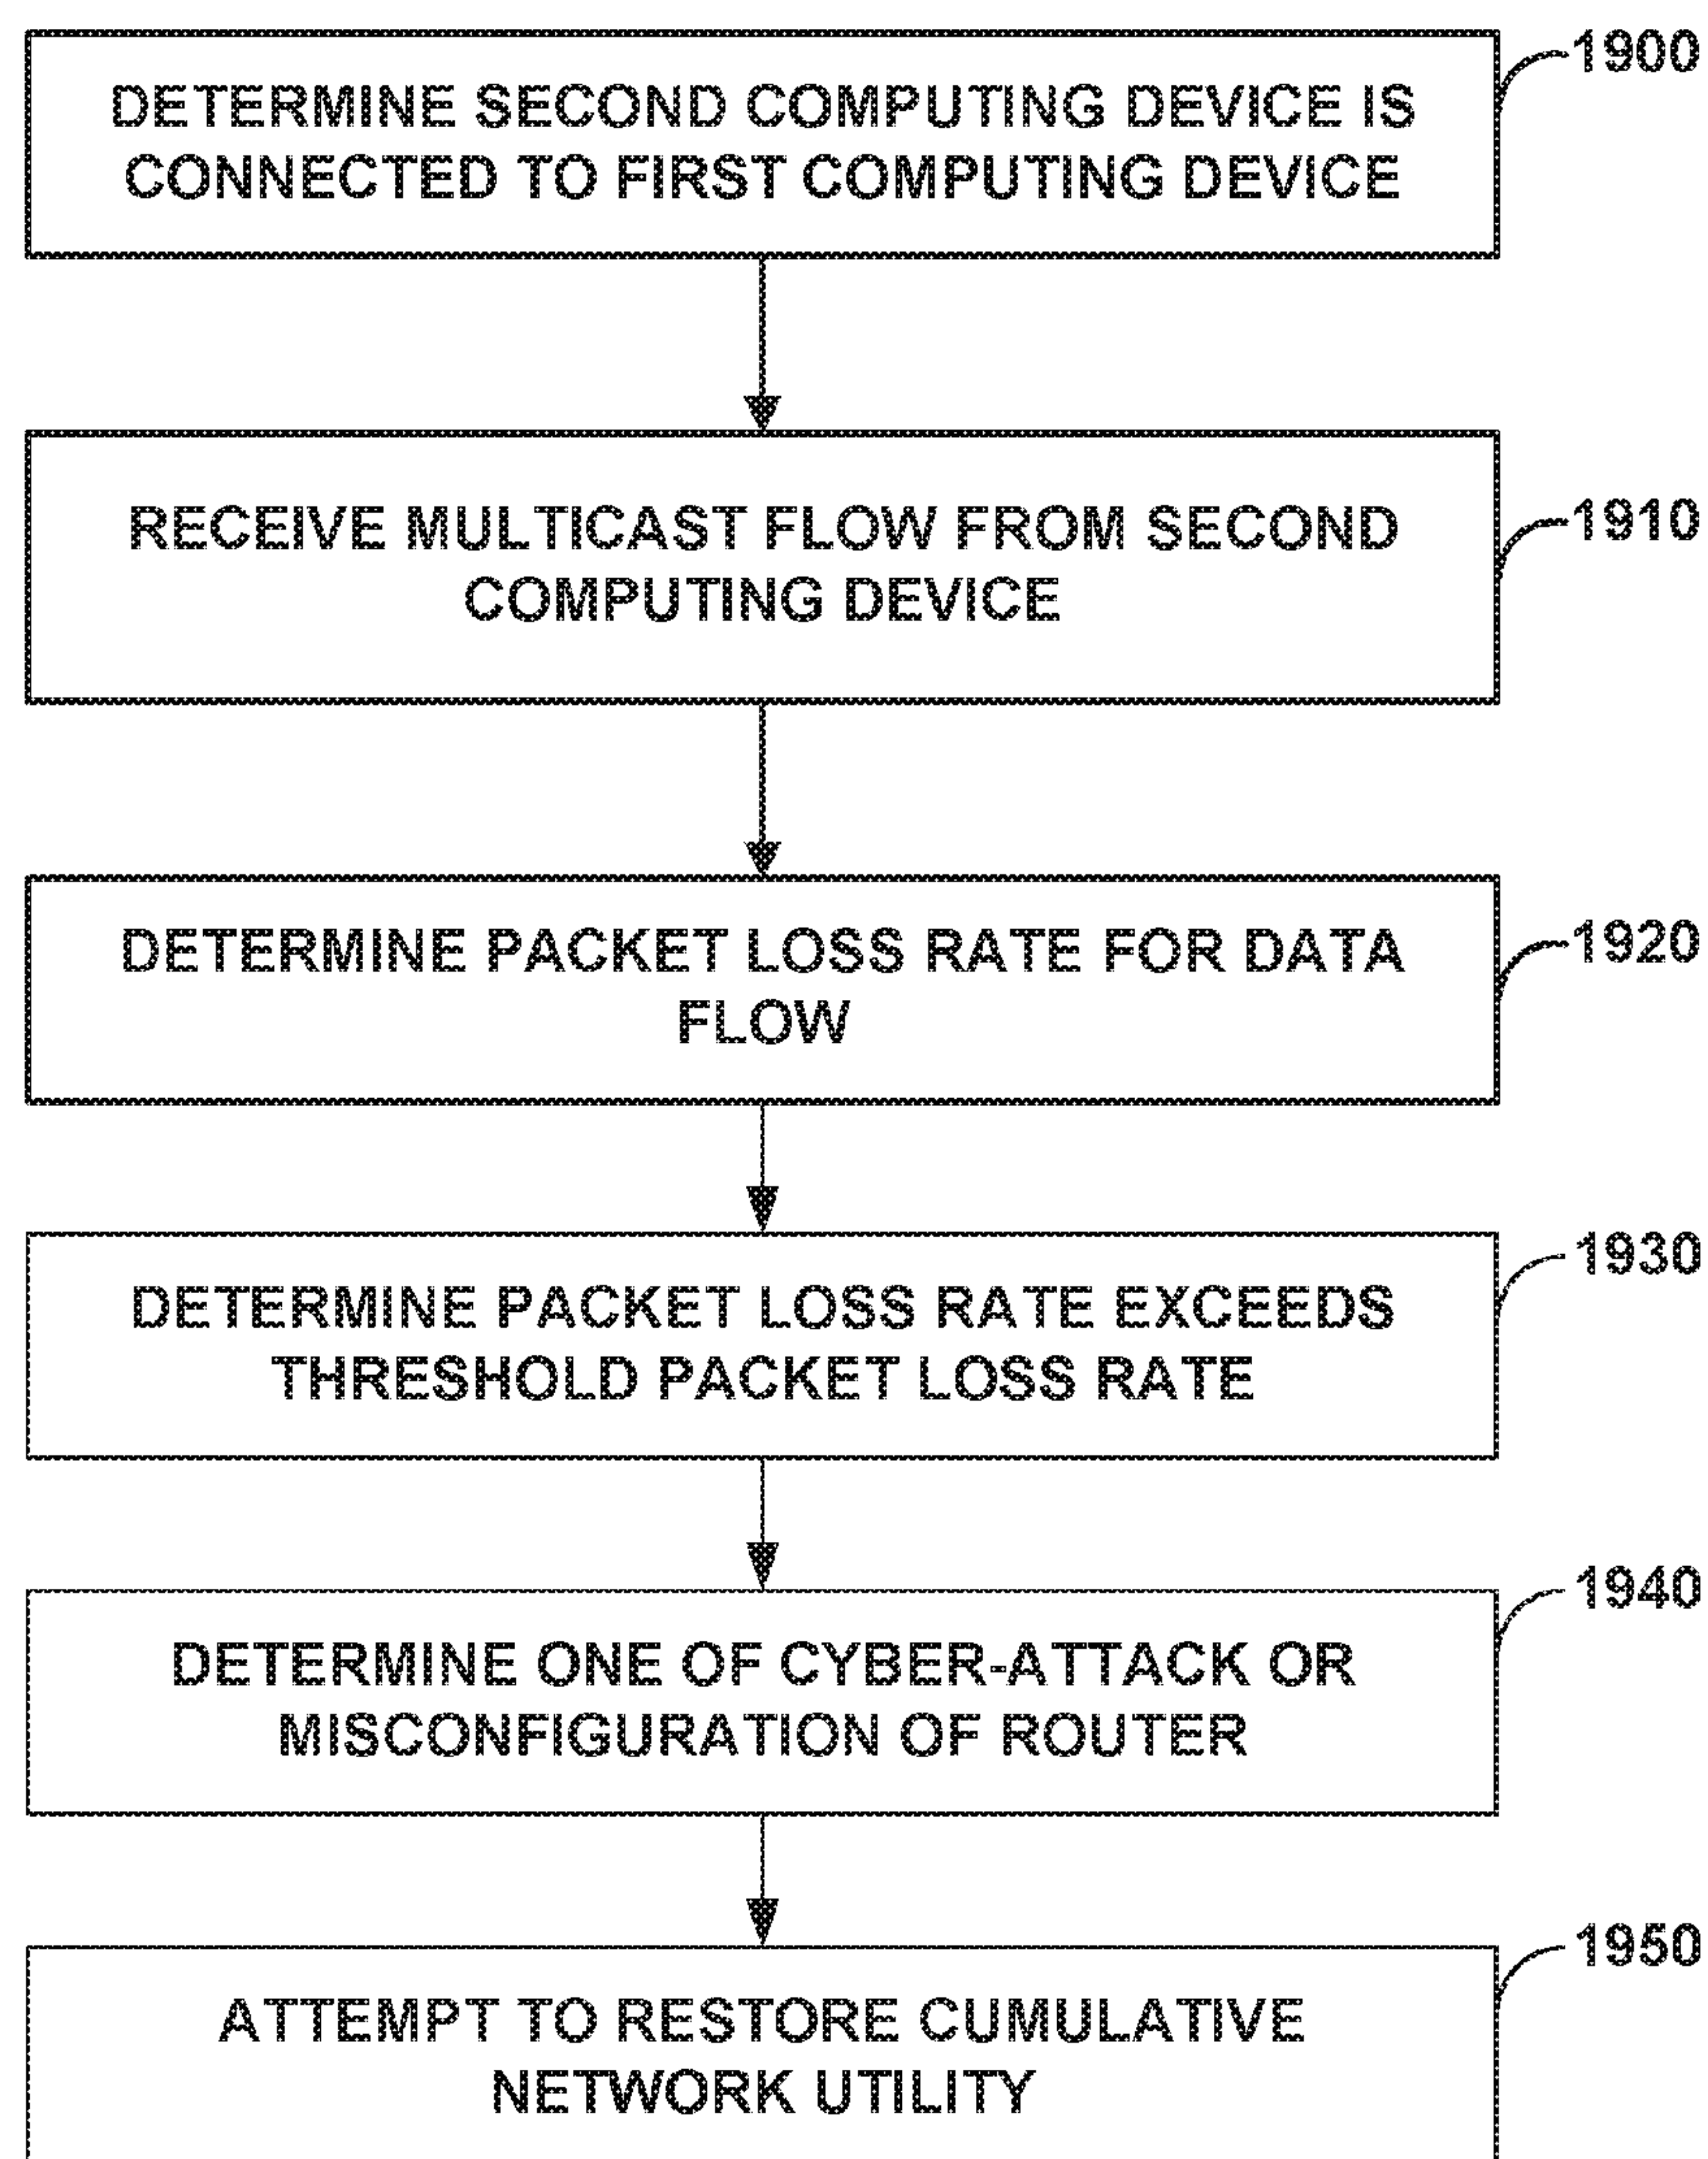 1900
DETERMINE SECOND COMPUTING DEVICE IS
CONNECTED TO FIRST COMPUTING DEVICE
1910
RECEIVE MULTICAST FLOW FROM SECOND
COMPUTING DEVICE
1920
DETERMINE PACKET LOSS RATE FOR DATA
FLOW
1930
DETERMINE PACKET LOSS RATE EXCEEDS
THRESHOLD PACKET LOSS RATE
1940
DETERMINE ONE OF CYBER-ATTACK OR
MISCONFIGURATION OF ROUTER
1950
ATTEMPT TO RESTORE CUMULATIVE
NETWORK UTILITY